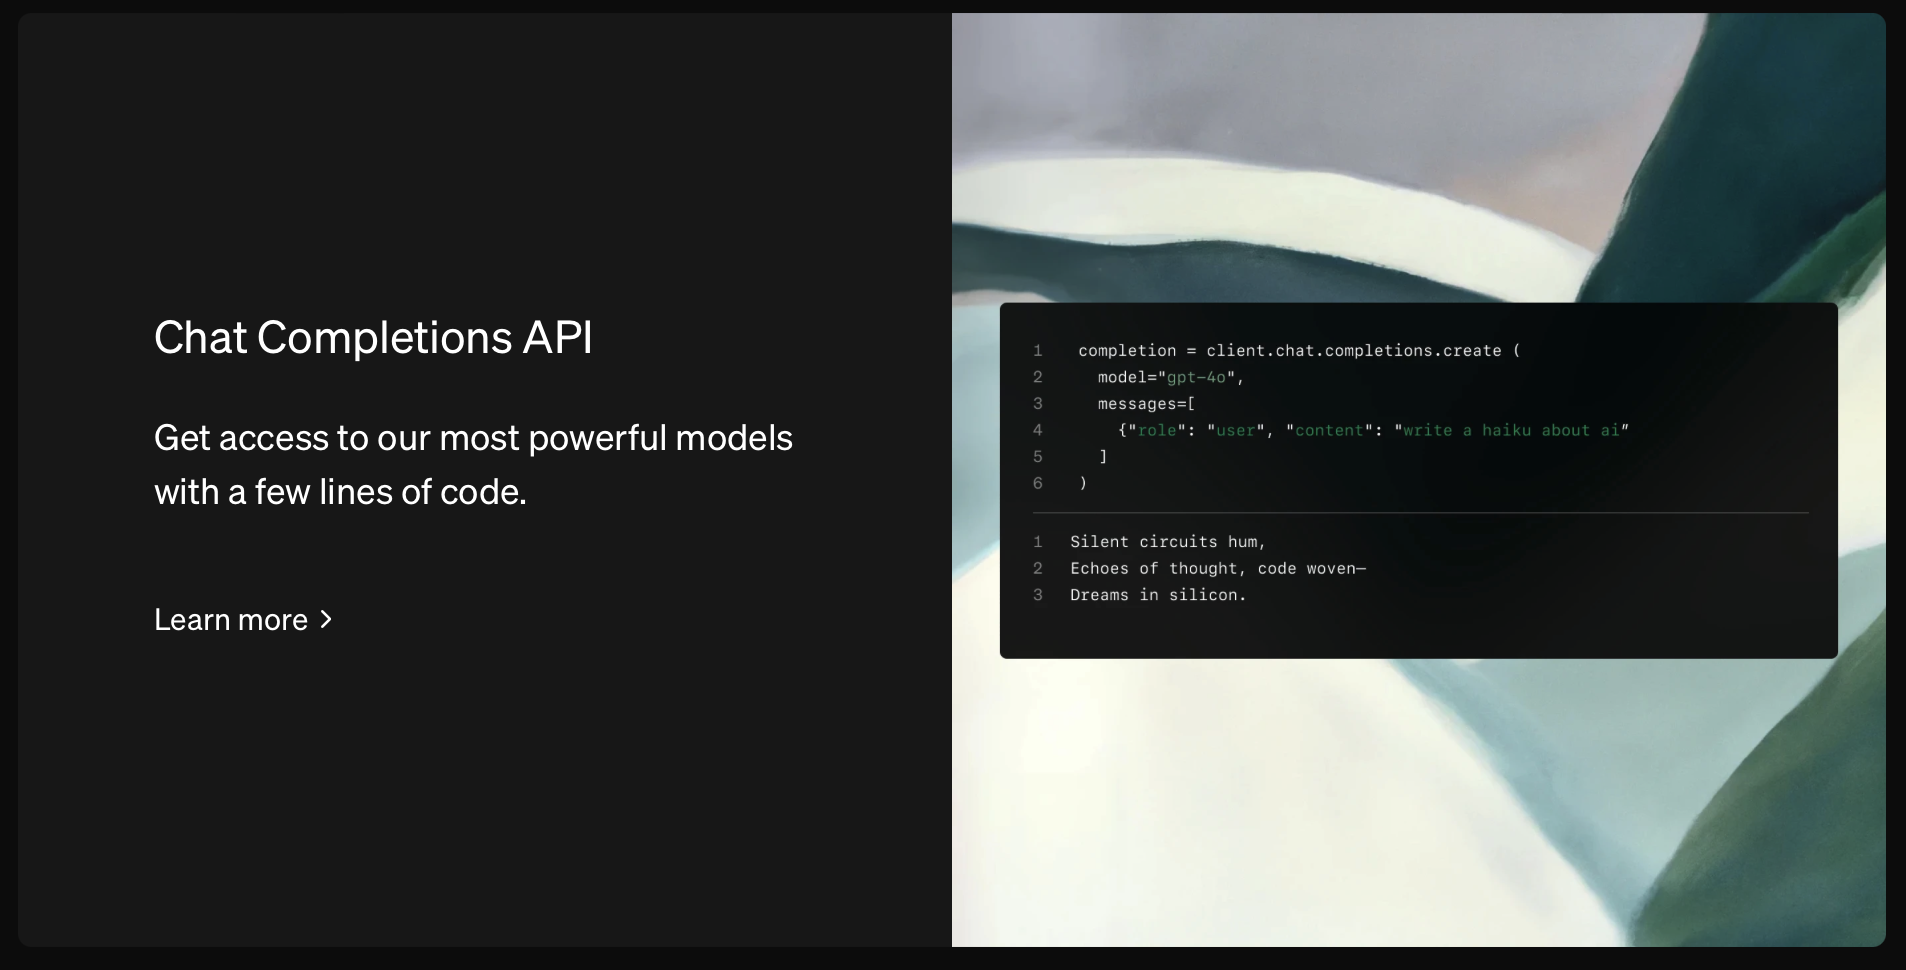 Chat Completions API
Get access to our most powerful models
with a few lines of code.
Learn more >
1 completion = client.chat.completions.create (
2 model="gpt-4o",
3 messages=[
4 {"role": "user", "content": "write a haiku about ai”
5 ]
6 )
1 Silent circuits hum,
2 Echoes of thought, code woven—
3 Dreams in silicon.